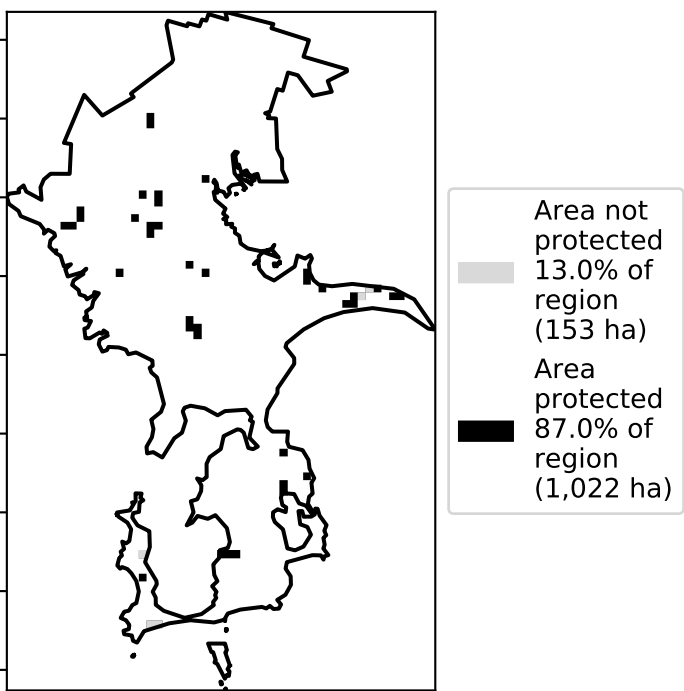 Area not
protected
13.0% of
region
(153 ha)
Area
protected
87.0% of
region
(1,022 ha)